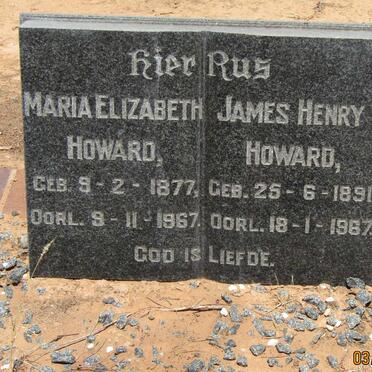 Hier Rus
MARIA ELIZABETH
HOWARD,
GEB. 9-2-1877,
OORL. 9-11-1967.
JAMES HENRY
HOWARD,
GEB. 25-6-1891
OORL. 18-1-1967.
GOD IS LIEFDE.
03